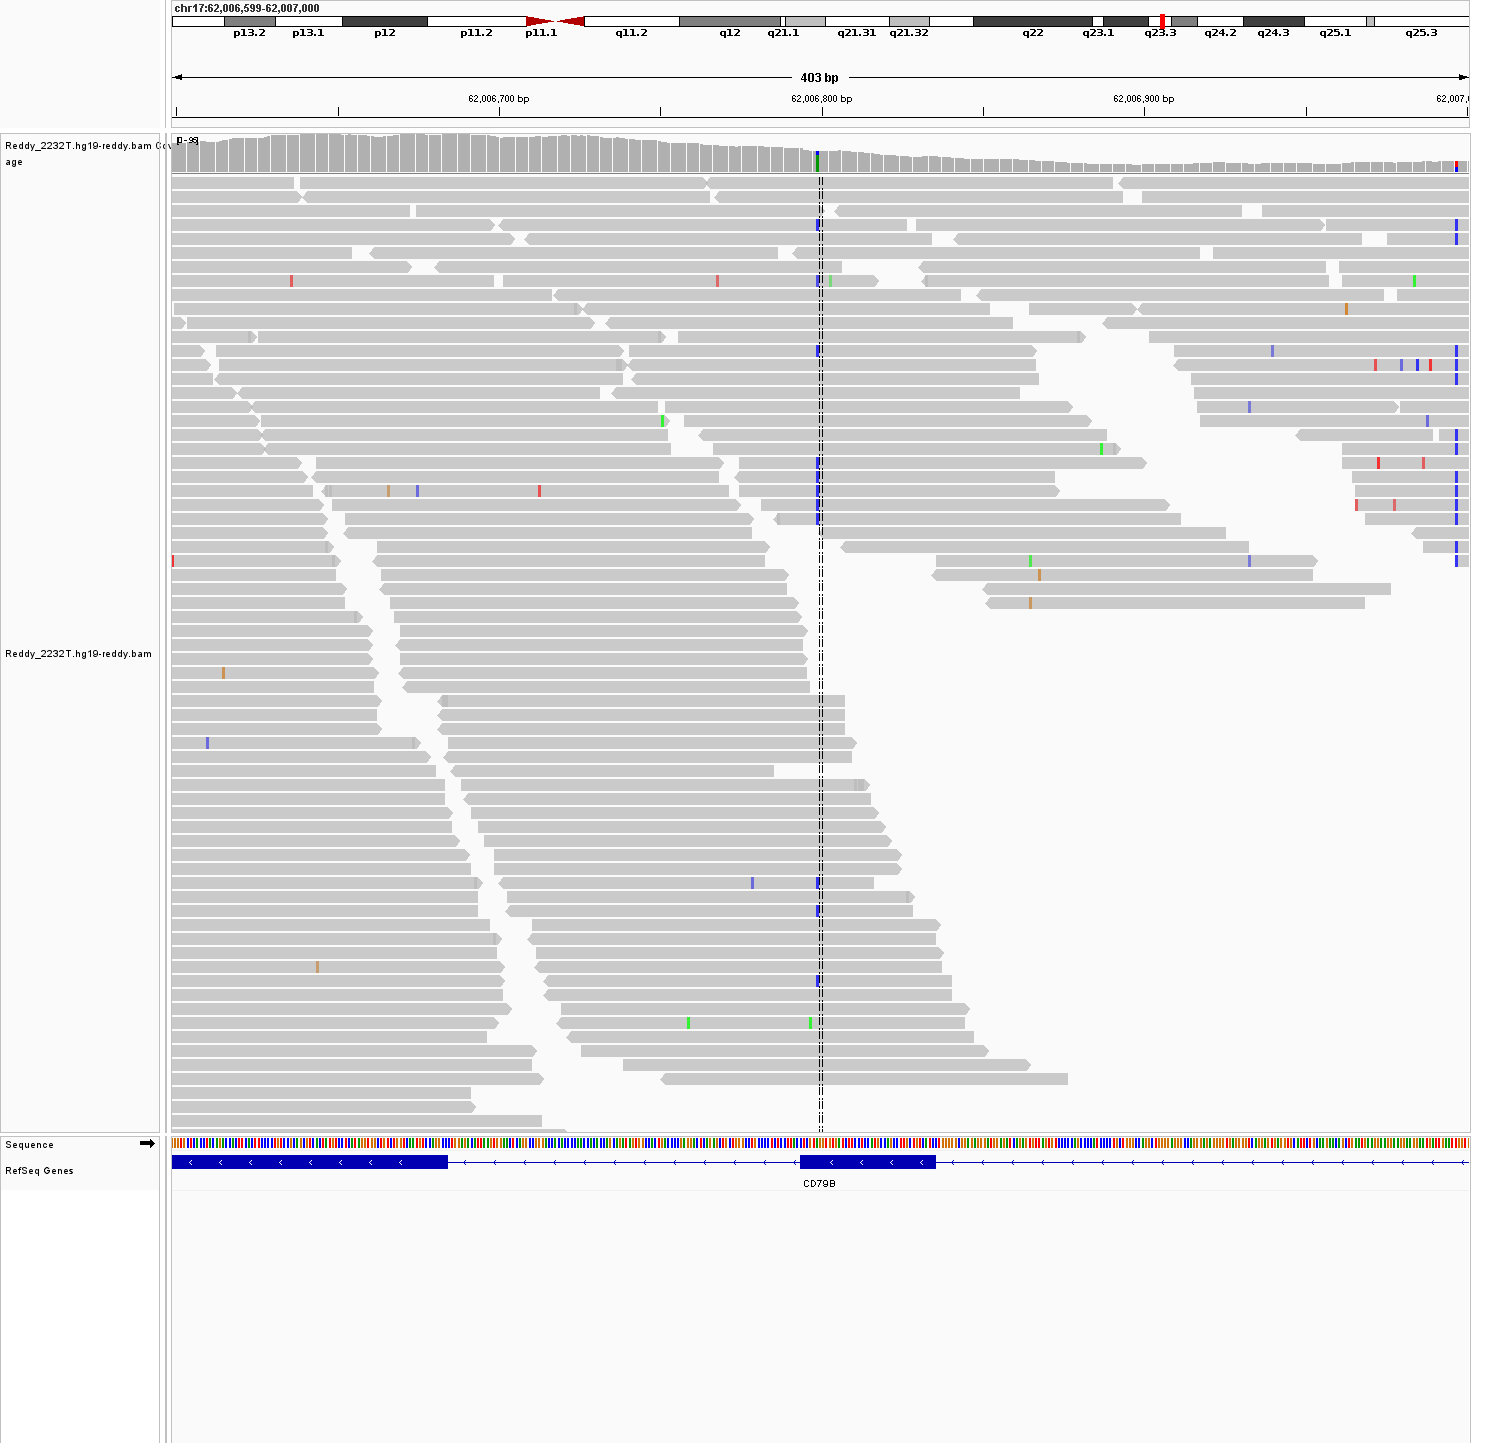 chr17:62,006,599-62,007,000
p13.2 p13.1 p12 p11.2 p11.1 q11.2 q12 q21.1 q21.31 q21.32 q22 q23.1 q23.3 q24.2 q24.3 q25.1 q25.3
403 bp
62,006,700 bp 62,006,800 bp 62,006,900 bp 62,007,0
Reddy_2232T.hg19-reddy.bam Cov
age
Reddy_2232T.hg19-reddy.bam
Sequence
RefSeq Genes
CD79B